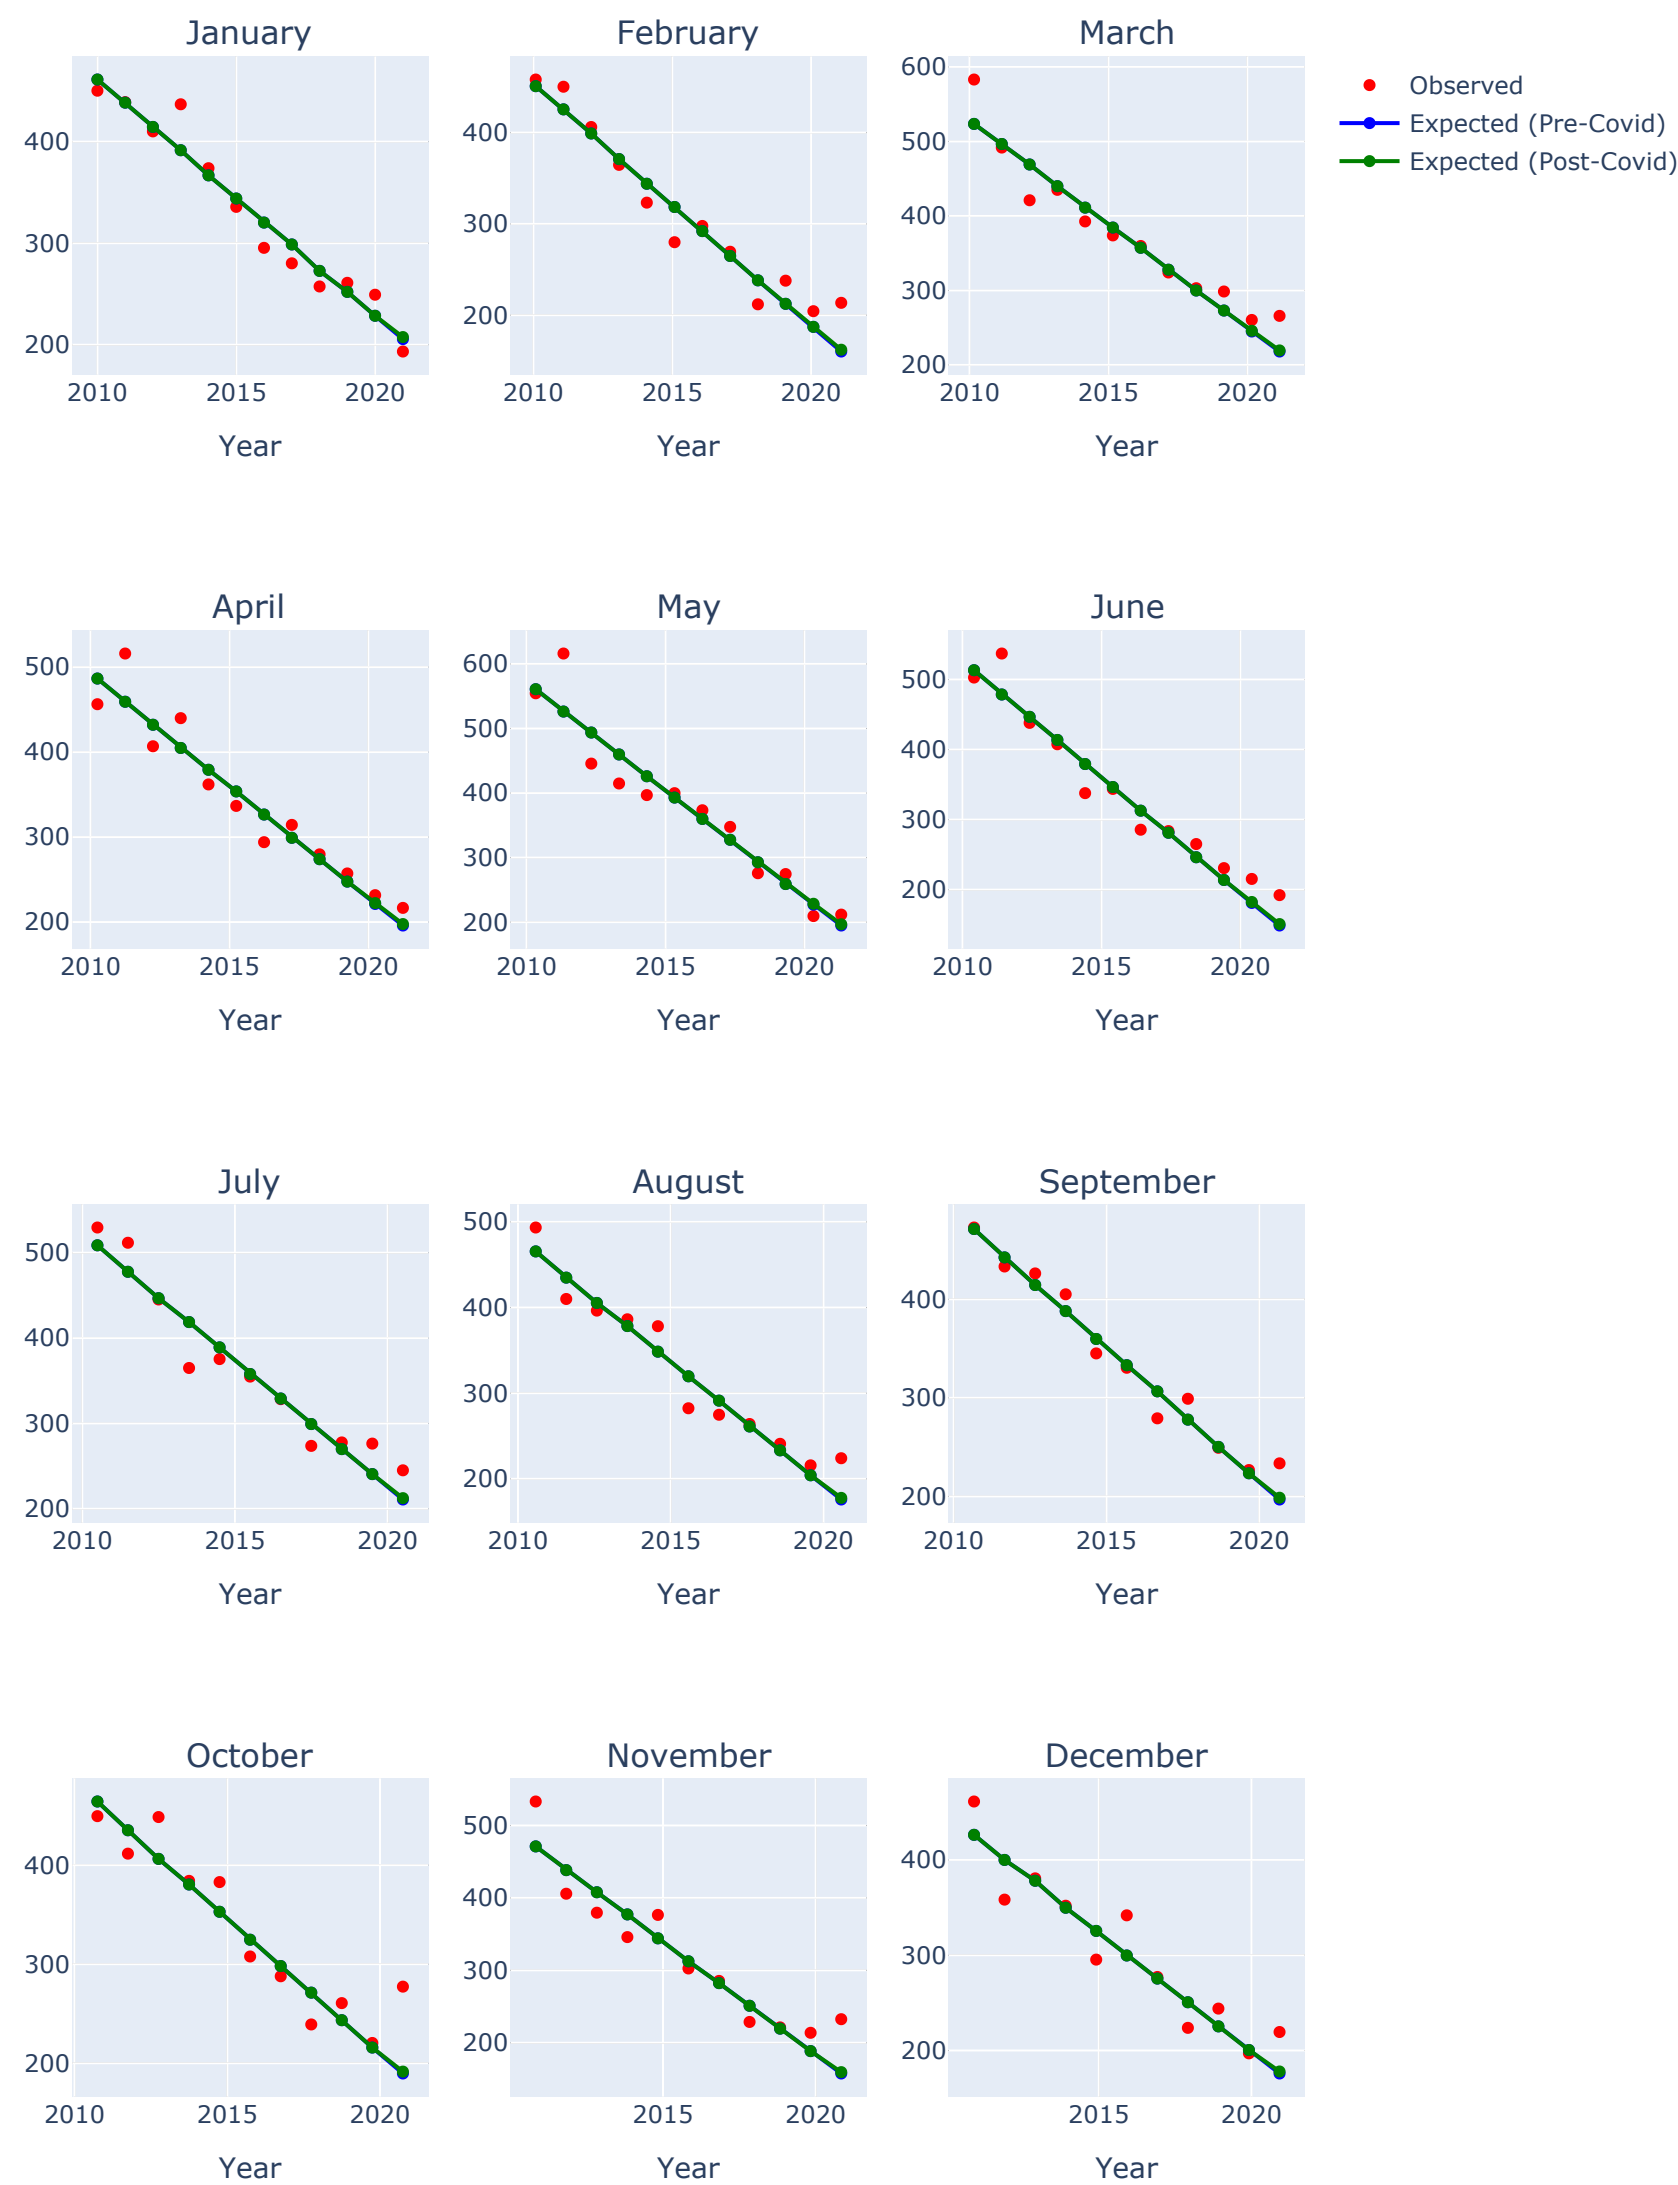 January
February
March
Observed
Expected (Pre-Covid)
Expected (Post-Covid)
400
300
200
2010
2015
2020
Year
400
300
200
2010
2015
2020
Year
600
500
400
300
200
2010
2015
2020
Year
April
May
June
500
400
300
200
2010
2015
2020
Year
600
500
400
300
200
2010
2015
2020
Year
500
400
300
200
2010
2015
2020
Year
July
August
September
500
400
300
200
2010
2015
2020
Year
500
400
300
200
2010
2015
2020
Year
400
300
200
2010
2015
2020
Year
October
November
December
400
300
200
2010
2015
2020
Year
500
400
300
200
2015
2020
Year
400
300
200
2015
2020
Year